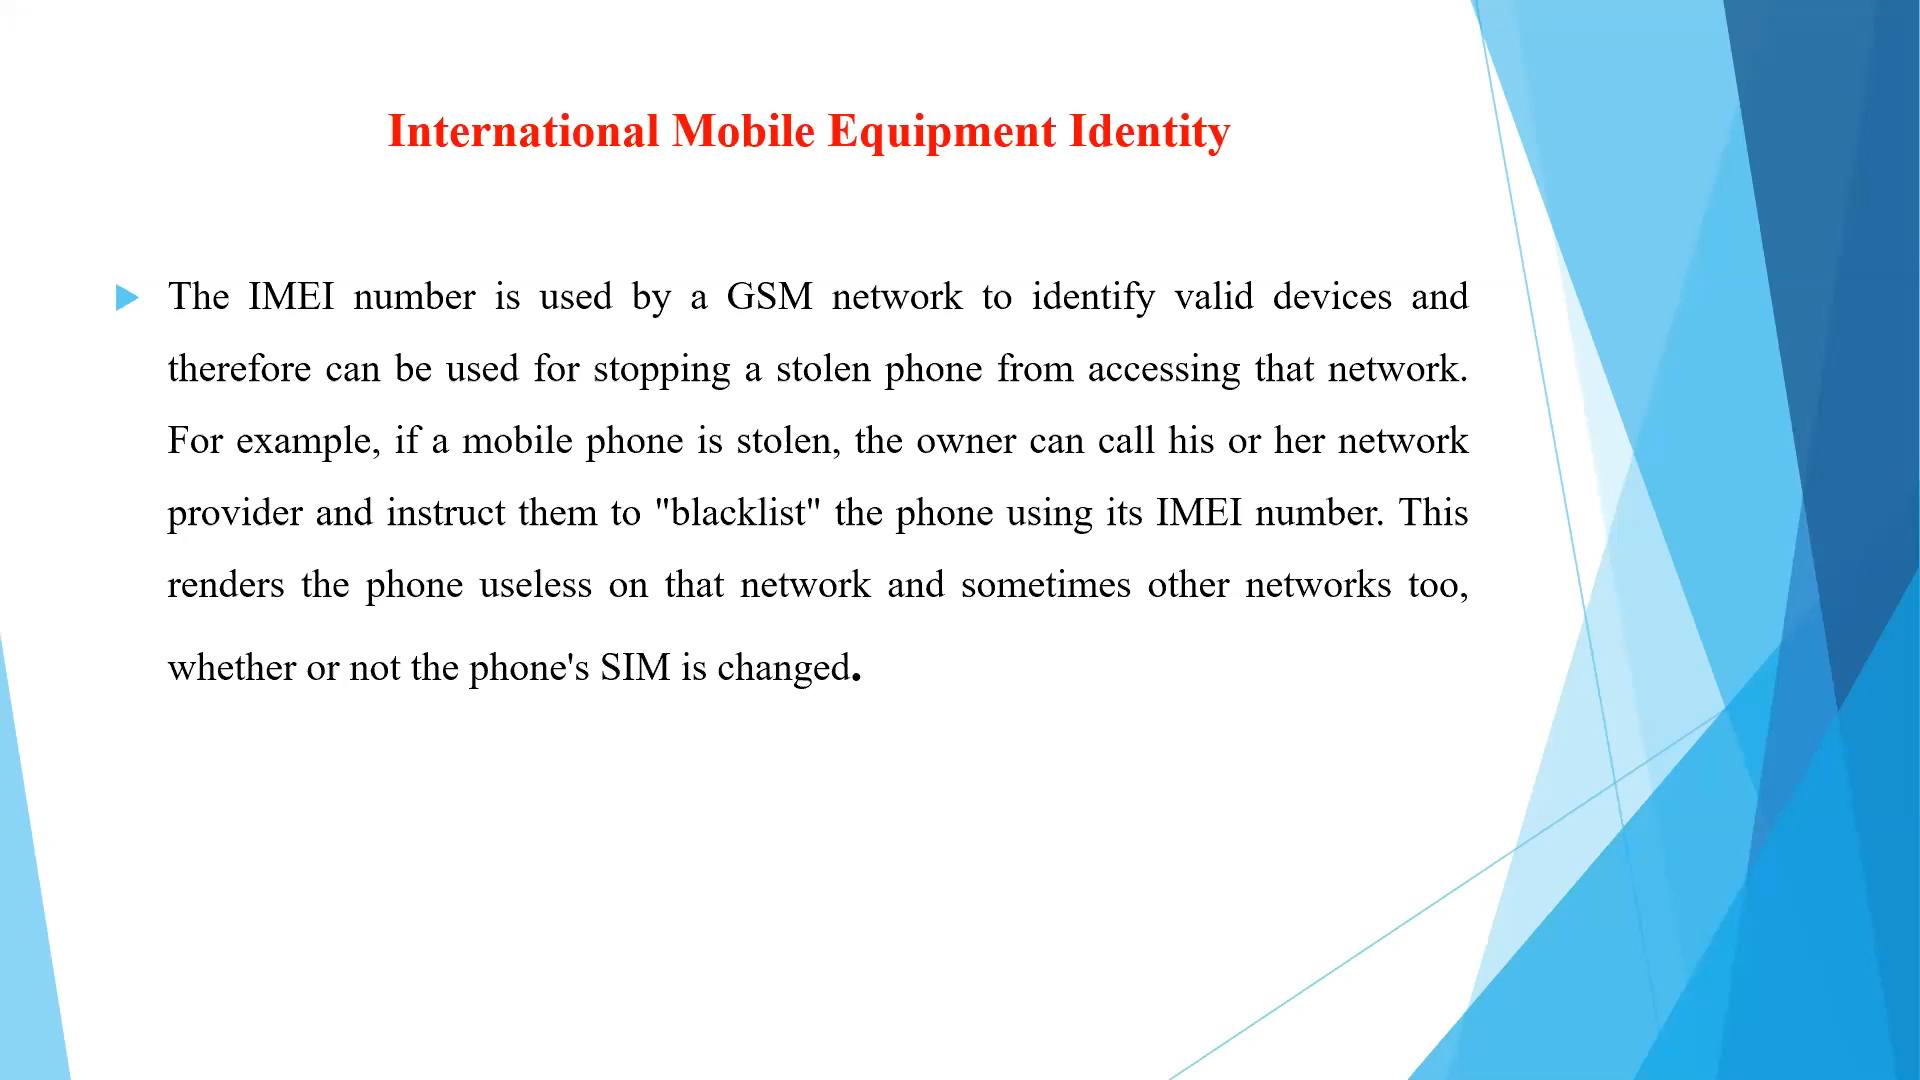 International Mobile Equipment Identity
The IMEI number is used by a GSM network to identify valid devices and
therefore can be used for stopping a stolen phone from accessing that network.
For example, if a mobile phone is stolen, the owner can call his or her network
provider and instruct them to "blacklist" the phone using its IMEI number. This
renders the phone useless on that network and sometimes other networks too,
whether or not the phone's SIM is changed.